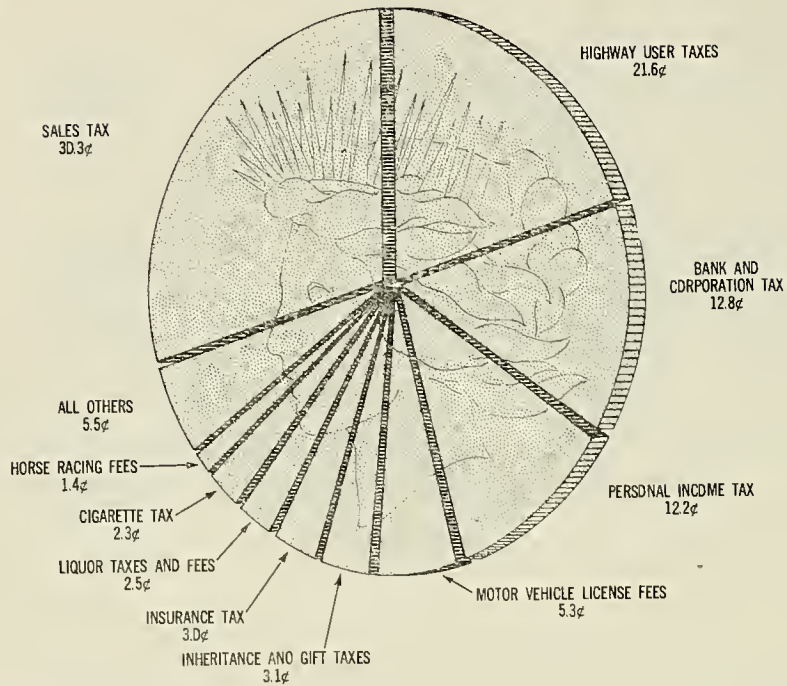 HIGHWAY USER TAXES
21.6¢
SALES TAX
30.3¢
BANK AND
CORPORATION TAX
12.8¢
ALL OTHERS
5.5¢
HORSE RACING FEES
1.4¢
PERSONAL INCOME TAX
12.2¢
CIGARETTE TAX
2.3¢
LIQUOR TAXES AND FEES
2.5¢
MOTOR VEHICLE LICENSE FEES
5.3¢
INSURANCE TAX
3.0¢
INHERITANCE AND GIFT TAXES
3.1¢